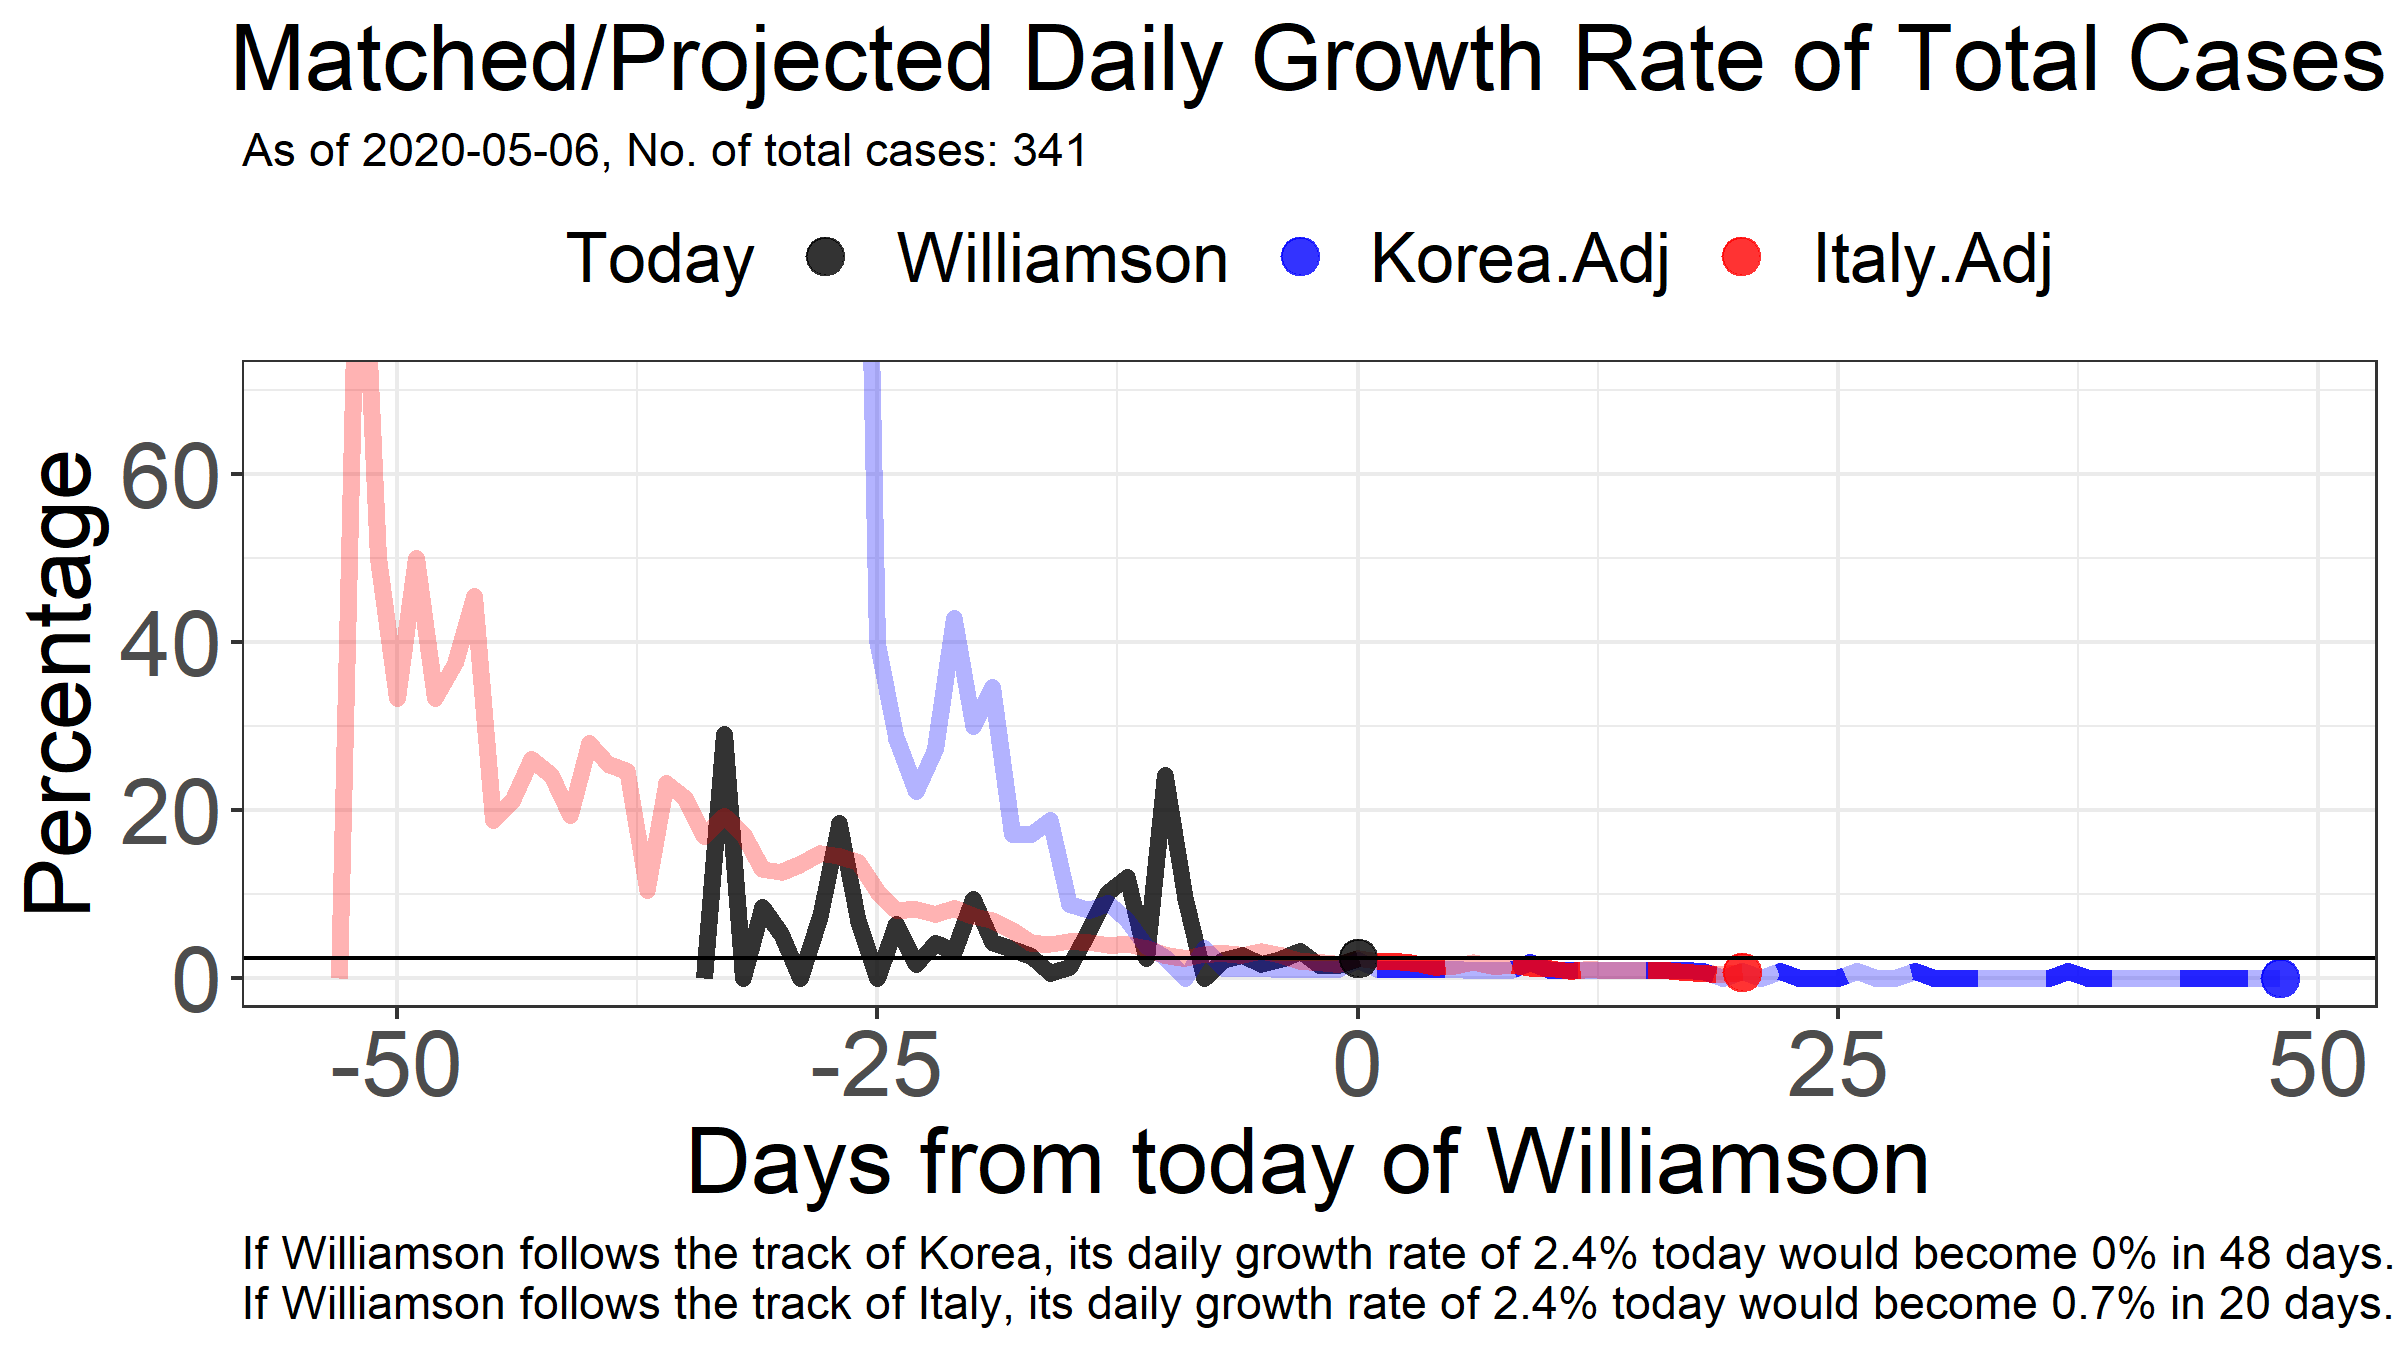 Matched/Projected Daily Growth Rate of Total Cases
As of 2020-05-06, No. of total cases: 341
Today Williamson Korea.Adj Italy.Adj
Percentage
60
40
20
0
-50 -25 0 25 50
Days from today of Williamson
If Williamson follows the track of Korea, its daily growth rate of 2.4% today would become 0% in 48 days.
If Williamson follows the track of Italy, its daily growth rate of 2.4% today would become 0.7% in 20 days.